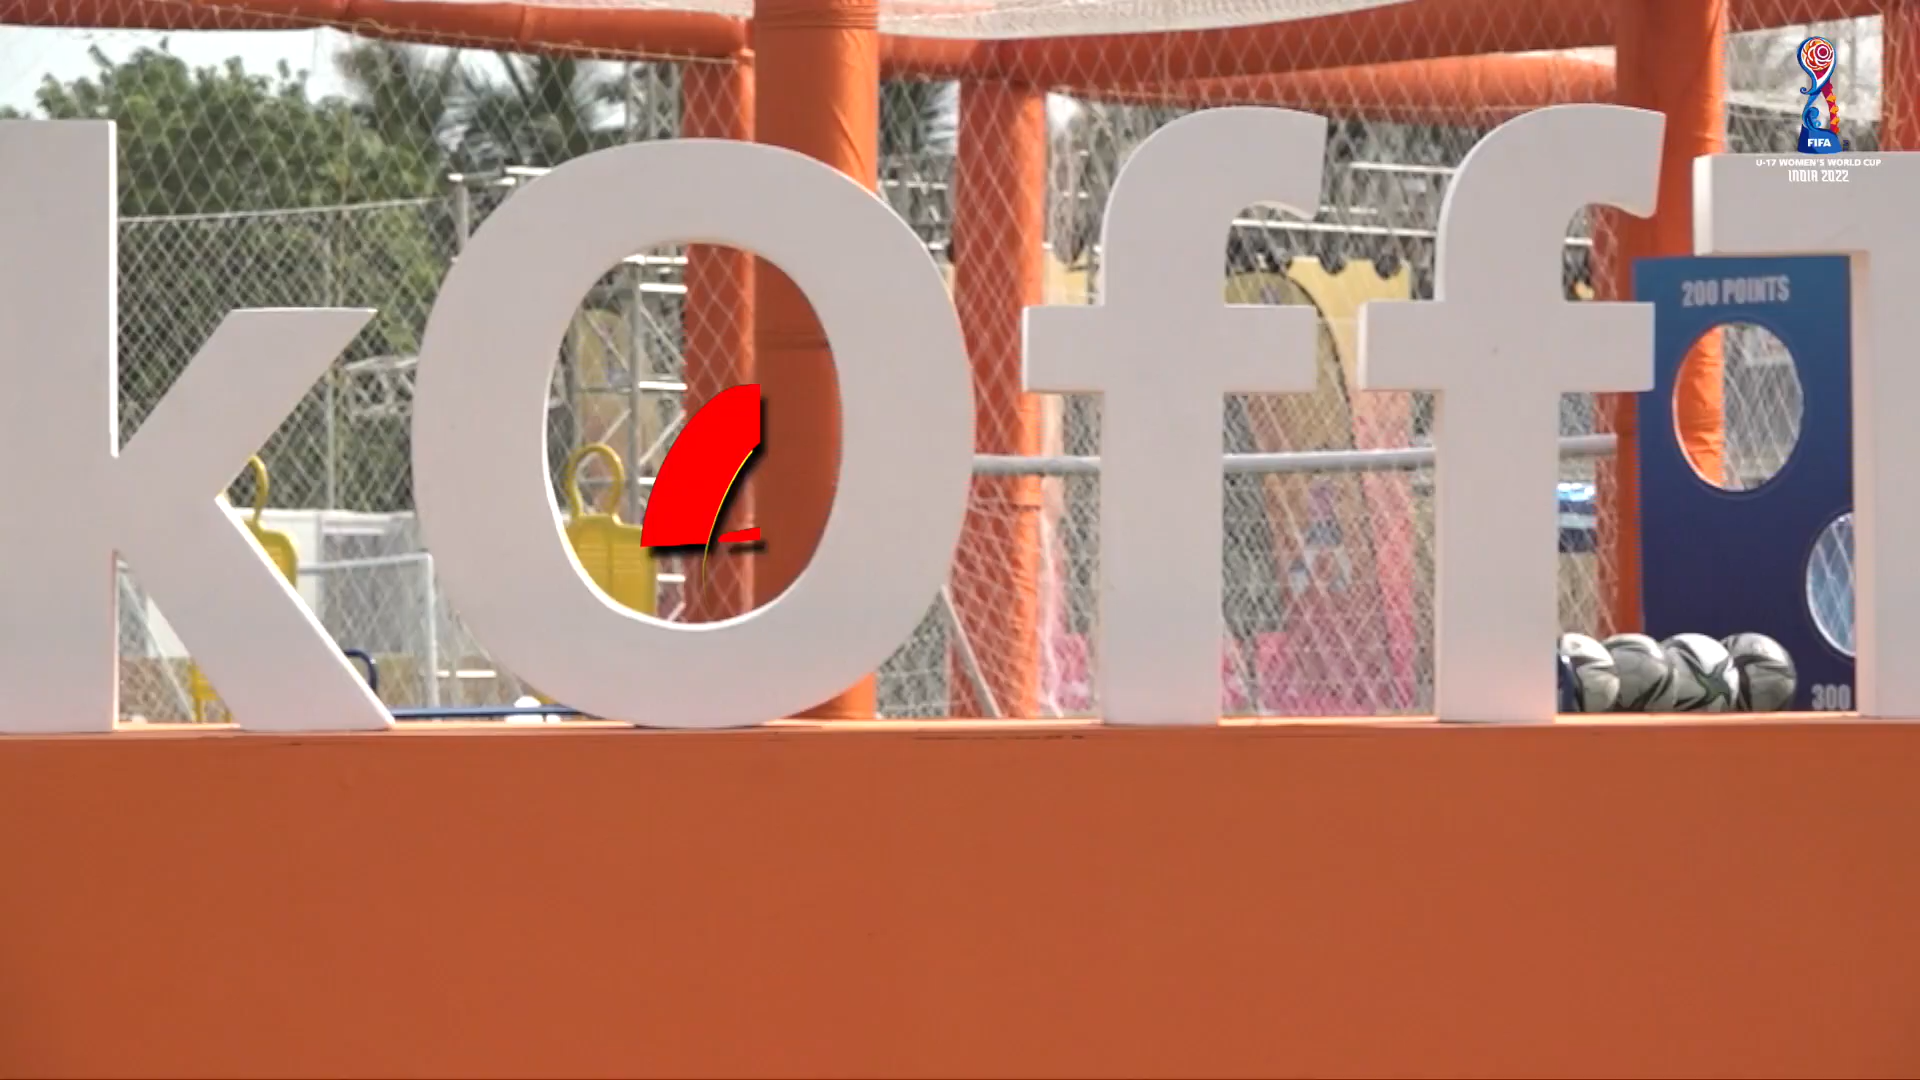 FIFA
U-17 WOMEN'S WORLD CUP
INDIA 2022
kOff
200 POINTS
300